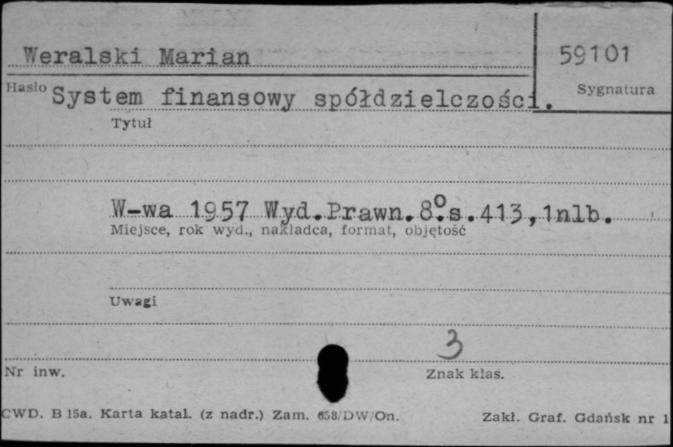 Weralski Marian
59101
Hasło
Sygnatura
System finansowy spółdzielczości.
Tytuł
W-wa 1957 Wyd.Prawn.8º.s.413,1nlb.
Miejsce, rok wyd., nakładca, format, objętość
Uwagi
3
Nr inw.
Znak klas.
CWD. B 15a. Karta katal. (z nadr.) Zam. 658/DW/On.
Zakł. Graf. Gdańsk nr 1